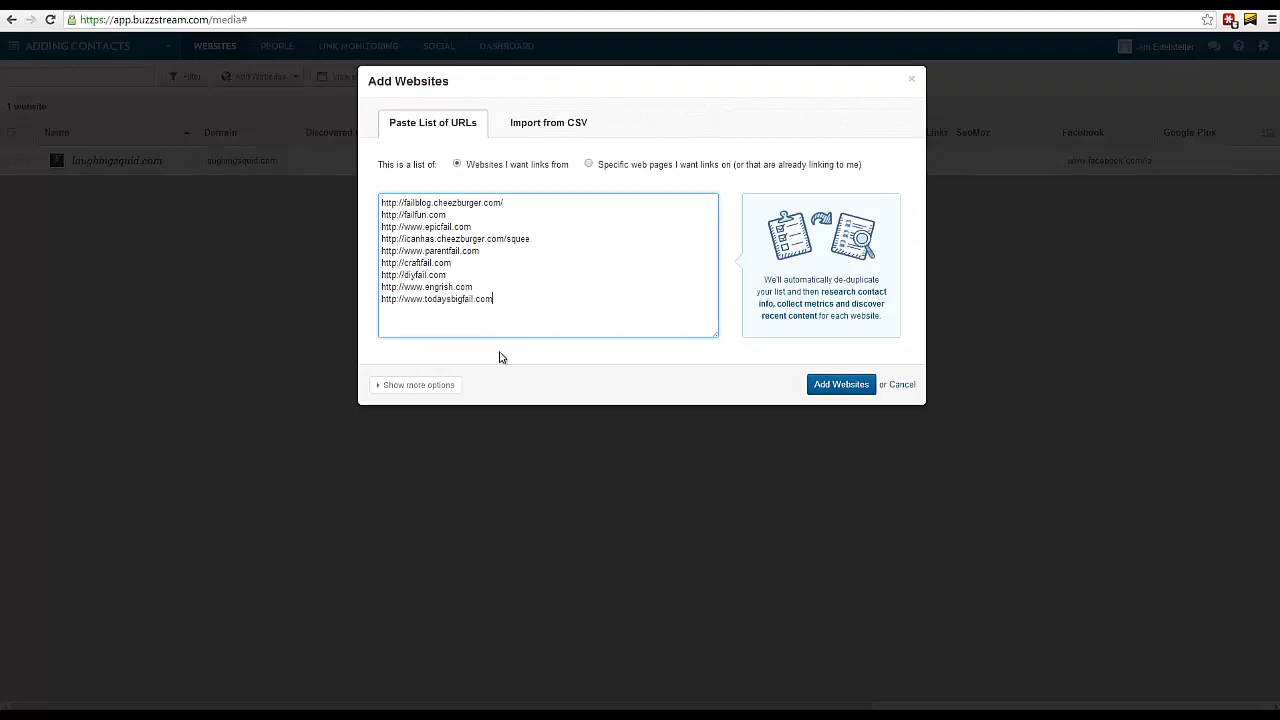 https://app.buzzstream.com/media#
ADDING CONTACTS WEBSITES PEOPLE LINK MONITORING SOCIAL DASHBOARD Jim Eitelsteller
Filter Add Websites View
1 website
Name Domain Discovered Links SeoMoz Facebook Google Plus
laughingsquid.com laughingsquid.com www.facebook.com/la
Add Websites ×
Paste List of URLs Import from CSV
This is a list of: Websites I want links from Specific web pages I want links on (or that are already linking to me)
http://failblog.cheezburger.com/
http://failfun.com
http://www.epicfail.com
http://icanhas.cheezburger.com/squee
http://www.parentfail.com
http://craftfail.com
http://diyfail.com
http://www.engrish.com
http://www.todaysbigfail.com
We'll automatically de-duplicate
your list and then research contact
info, collect metrics and discover
recent content for each website.
Show more options Add Websites or Cancel